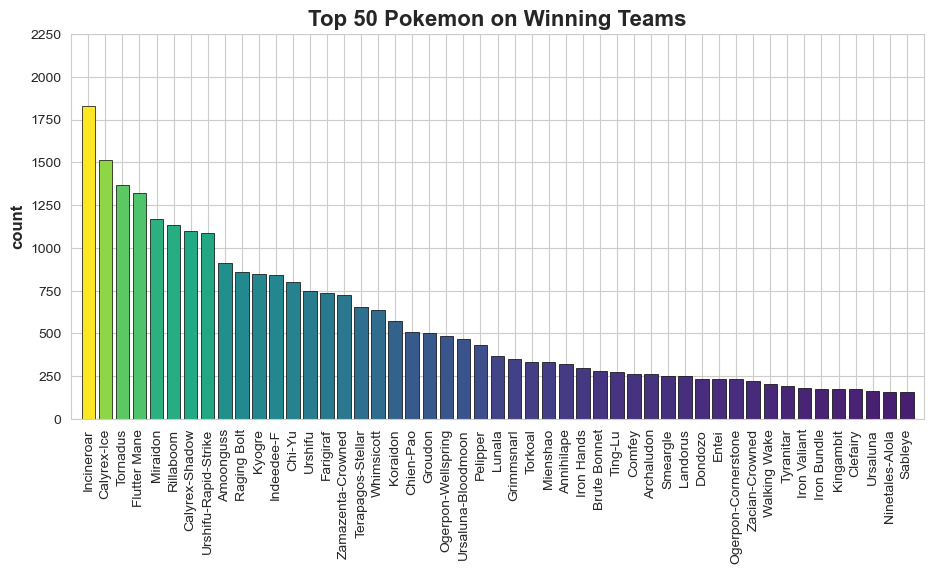 Top 50 Pokemon on Winning Teams
2250
2000
1750
1500
1250
1000
750
500
250
0
count
Incineroar
Calyrex-Ice
Tornadus
Flutter Mane
Miraidon
Rillaboom
Calyrex-Shadow
Urshifu-Rapid-Strike
Amoonguss
Raging Bolt
Kyogre
Indeedee-F
Chi-Yu
Urshifu
Farigiraf
Zamazenta-Crowned
Terapagos-Stellar
Whimsicott
Koraidon
Chien-Pao
Groudon
Ogerpon-Wellspring
Ursaluna-Bloodmoon
Pelipper
Lunala
Grimmsnarl
Torkoal
Mienshao
Annihilape
Iron Hands
Brute Bonnet
Ting-Lu
Comfey
Archaludon
Smeargle
Landorus
Dondozo
Entei
Ogerpon-Cornerstone
Zacian-Crowned
Walking Wake
Tyranitar
Iron Valiant
Iron Bundle
Kingambit
Clefairy
Ursaluna
Ninetales-Alola
Sableye